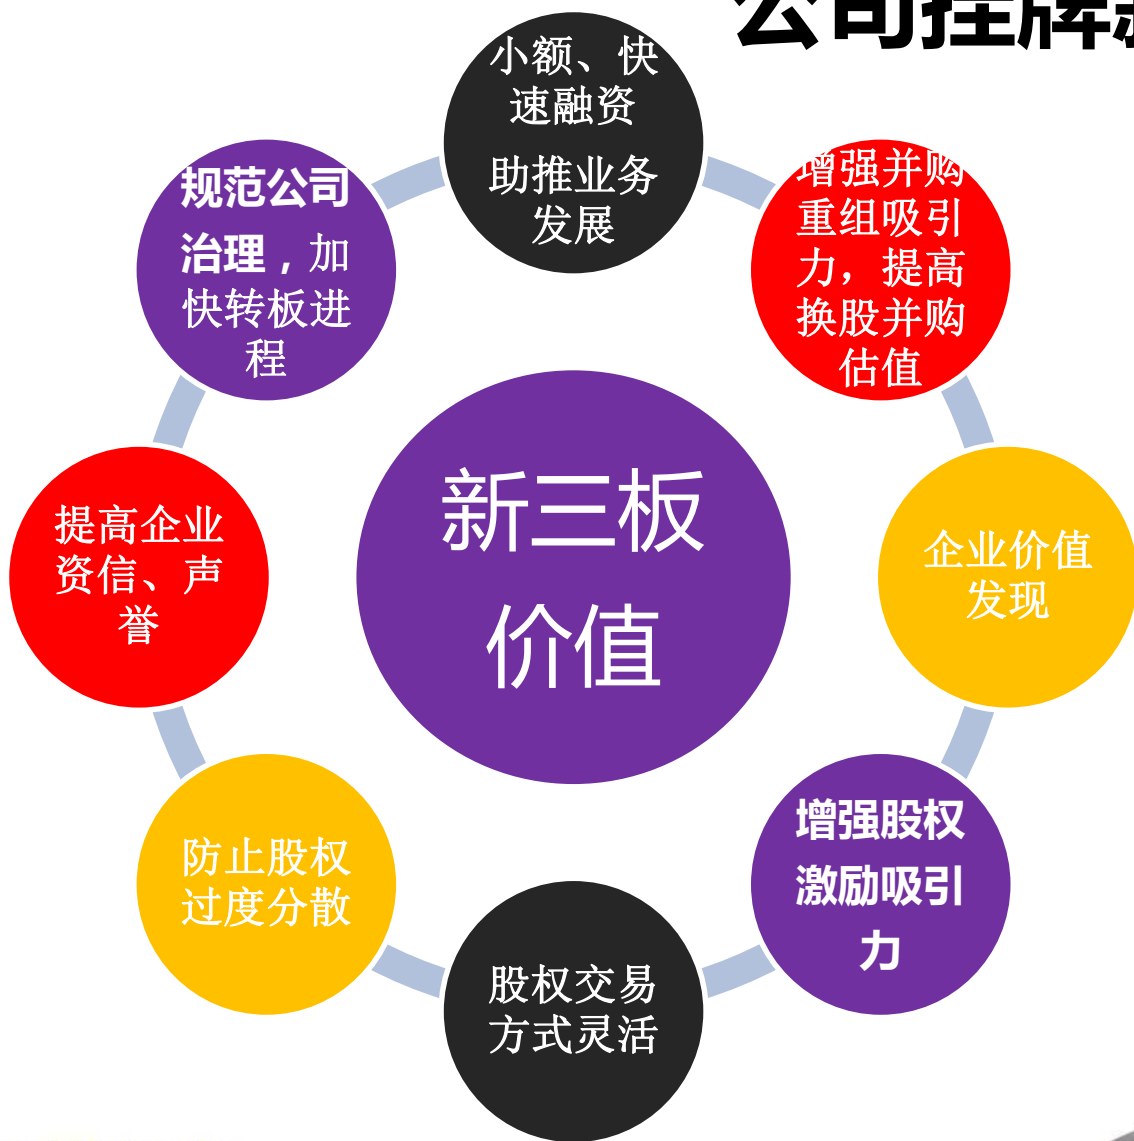 公司挂牌
小额、快
速融资
助推业务
发展
增强并购
重组吸引
力，提高
换股并购
估值
企业价值
发现
增强股权
激励吸引
力
股权交易
方式灵活
防止股权
过度分散
提高企业
资信、声
誉
规范公司
治理，加
快转板进
程
新三板
价值